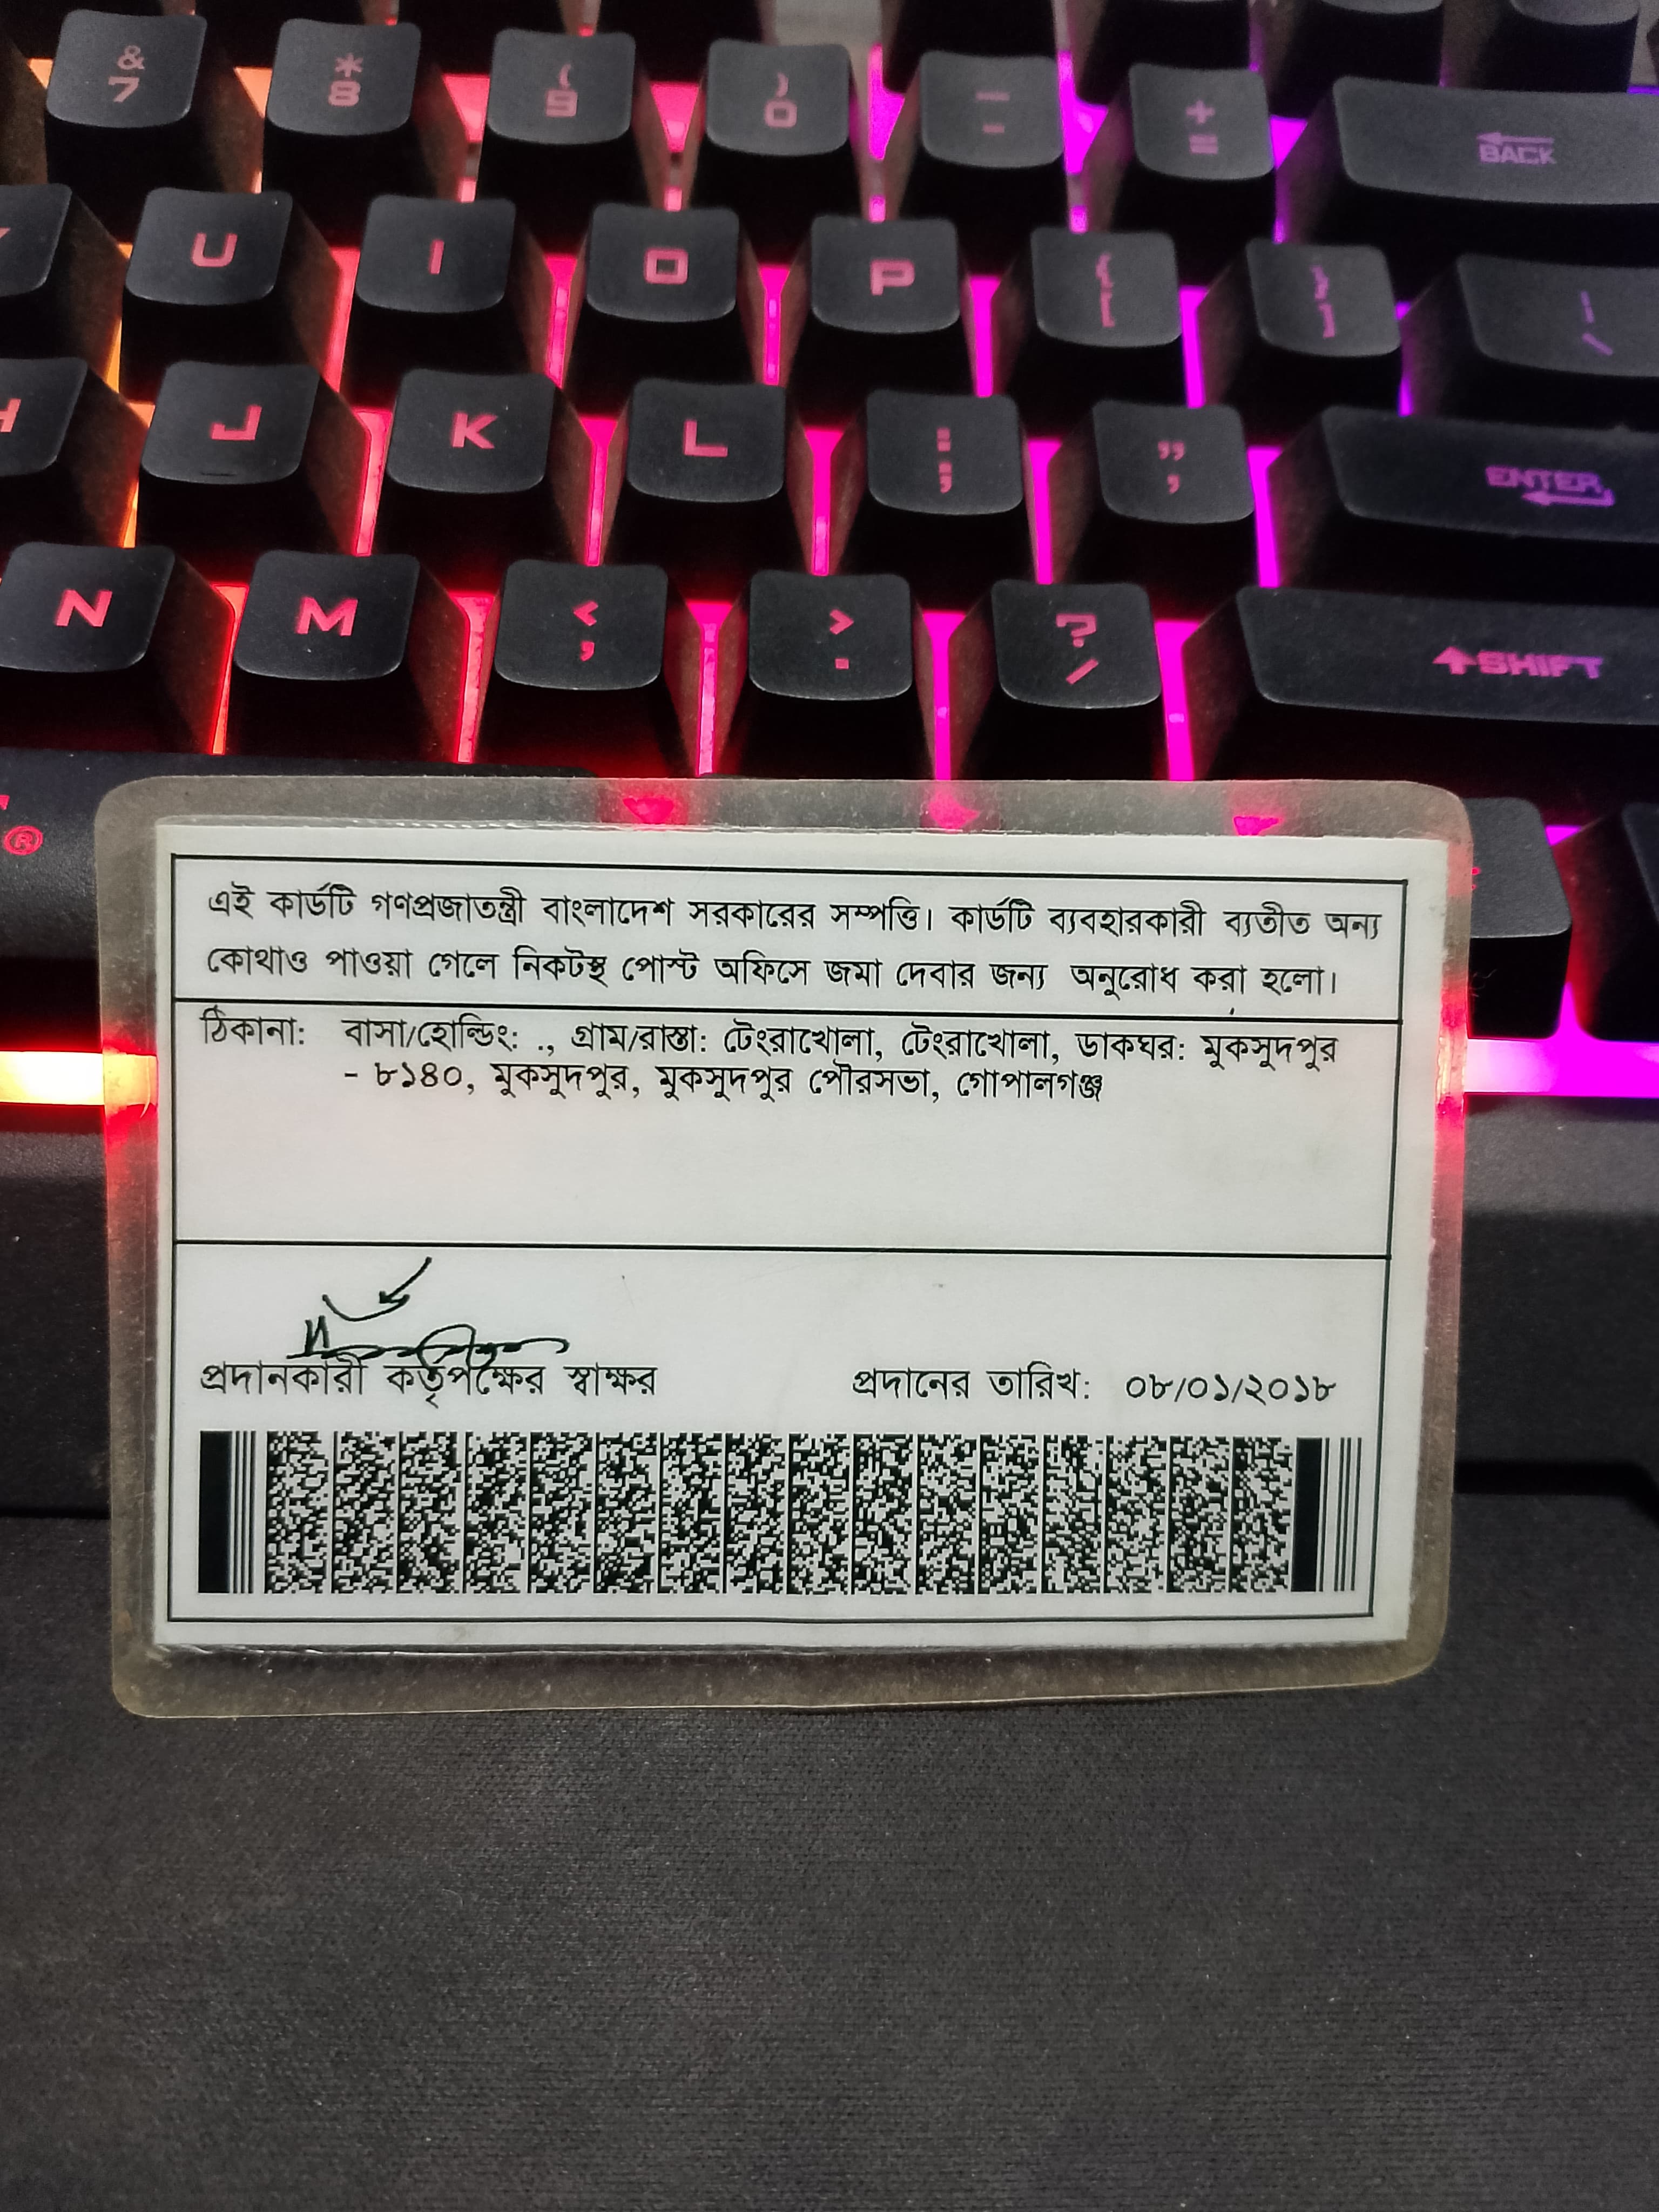 & 7 * 8 ( 9 ) 0 — - + = BACK
U I O P { [ } ] | \
H J K L : ; " ' ENTER
N M < , > . ? / SHIFT
®
এই কার্ডটি গণপ্রজাতন্ত্রী বাংলাদেশ সরকারের সম্পত্তি। কার্ডটি ব্যবহারকারী ব্যতীত অন্য
কোথাও পাওয়া গেলে নিকটস্থ পোস্ট অফিসে জমা দেবার জন্য অনুরোধ করা হলো।
ঠিকানা: বাসা/হোল্ডিং: ., গ্রাম/রাস্তা: টেংরাখোলা, টেংরাখোলা, ডাকঘর: মুকসুদপুর
- ৮১৪০, মুকসুদপুর, মুকসুদপুর পৌরসভা, গোপালগঞ্জ
প্রদানকারী কর্তৃপক্ষের স্বাক্ষর প্রদানের তারিখ: ০৮/০১/২০১৮